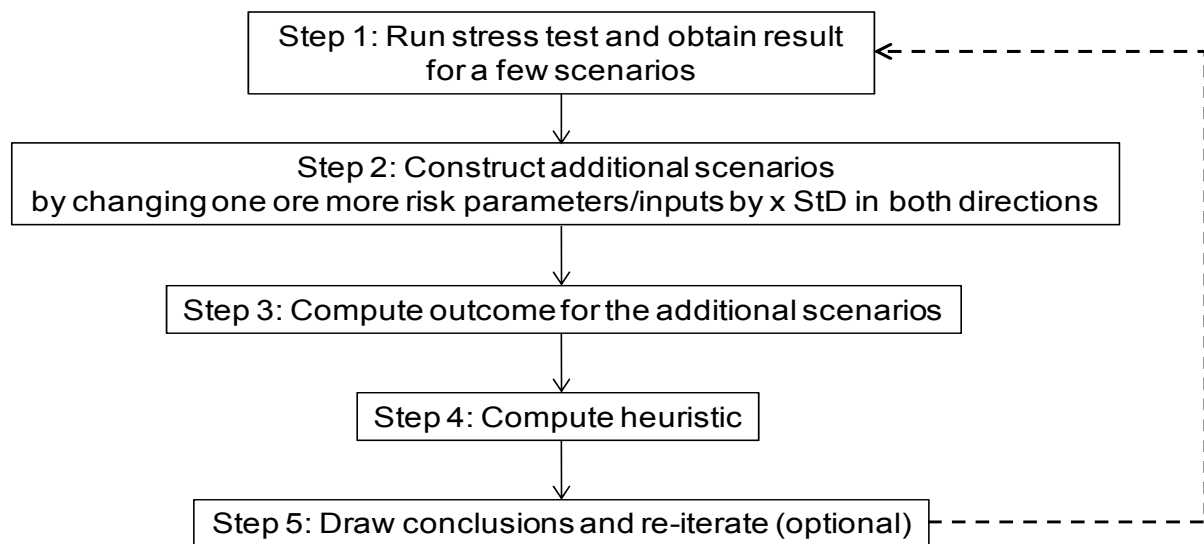 Step 1: Run stress test and obtain result
for a few scenarios
Step 2: Construct additional scenarios
by changing one ore more risk parameters/inputs by x StD in both directions
Step 3: Compute outcome for the additional scenarios
Step 4: Compute heuristic
Step 5: Draw conclusions and re-iterate (optional)